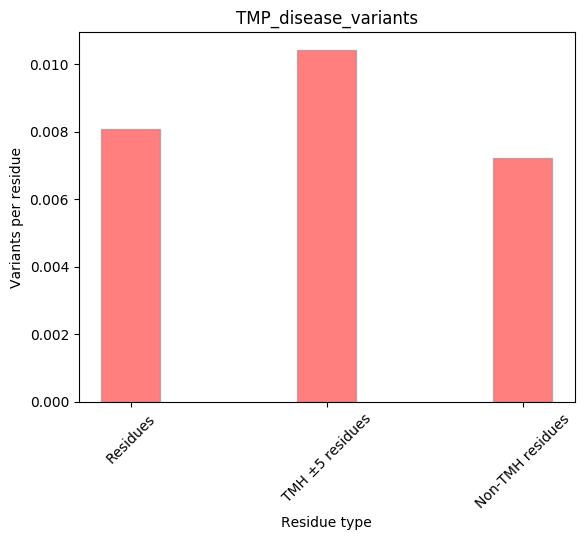 TMP_disease_variants
Variants per residue
0.010
0.008
0.006
0.004
0.002
0.000
Residues
TMH ±5 residues
Non-TMH residues
Residue type